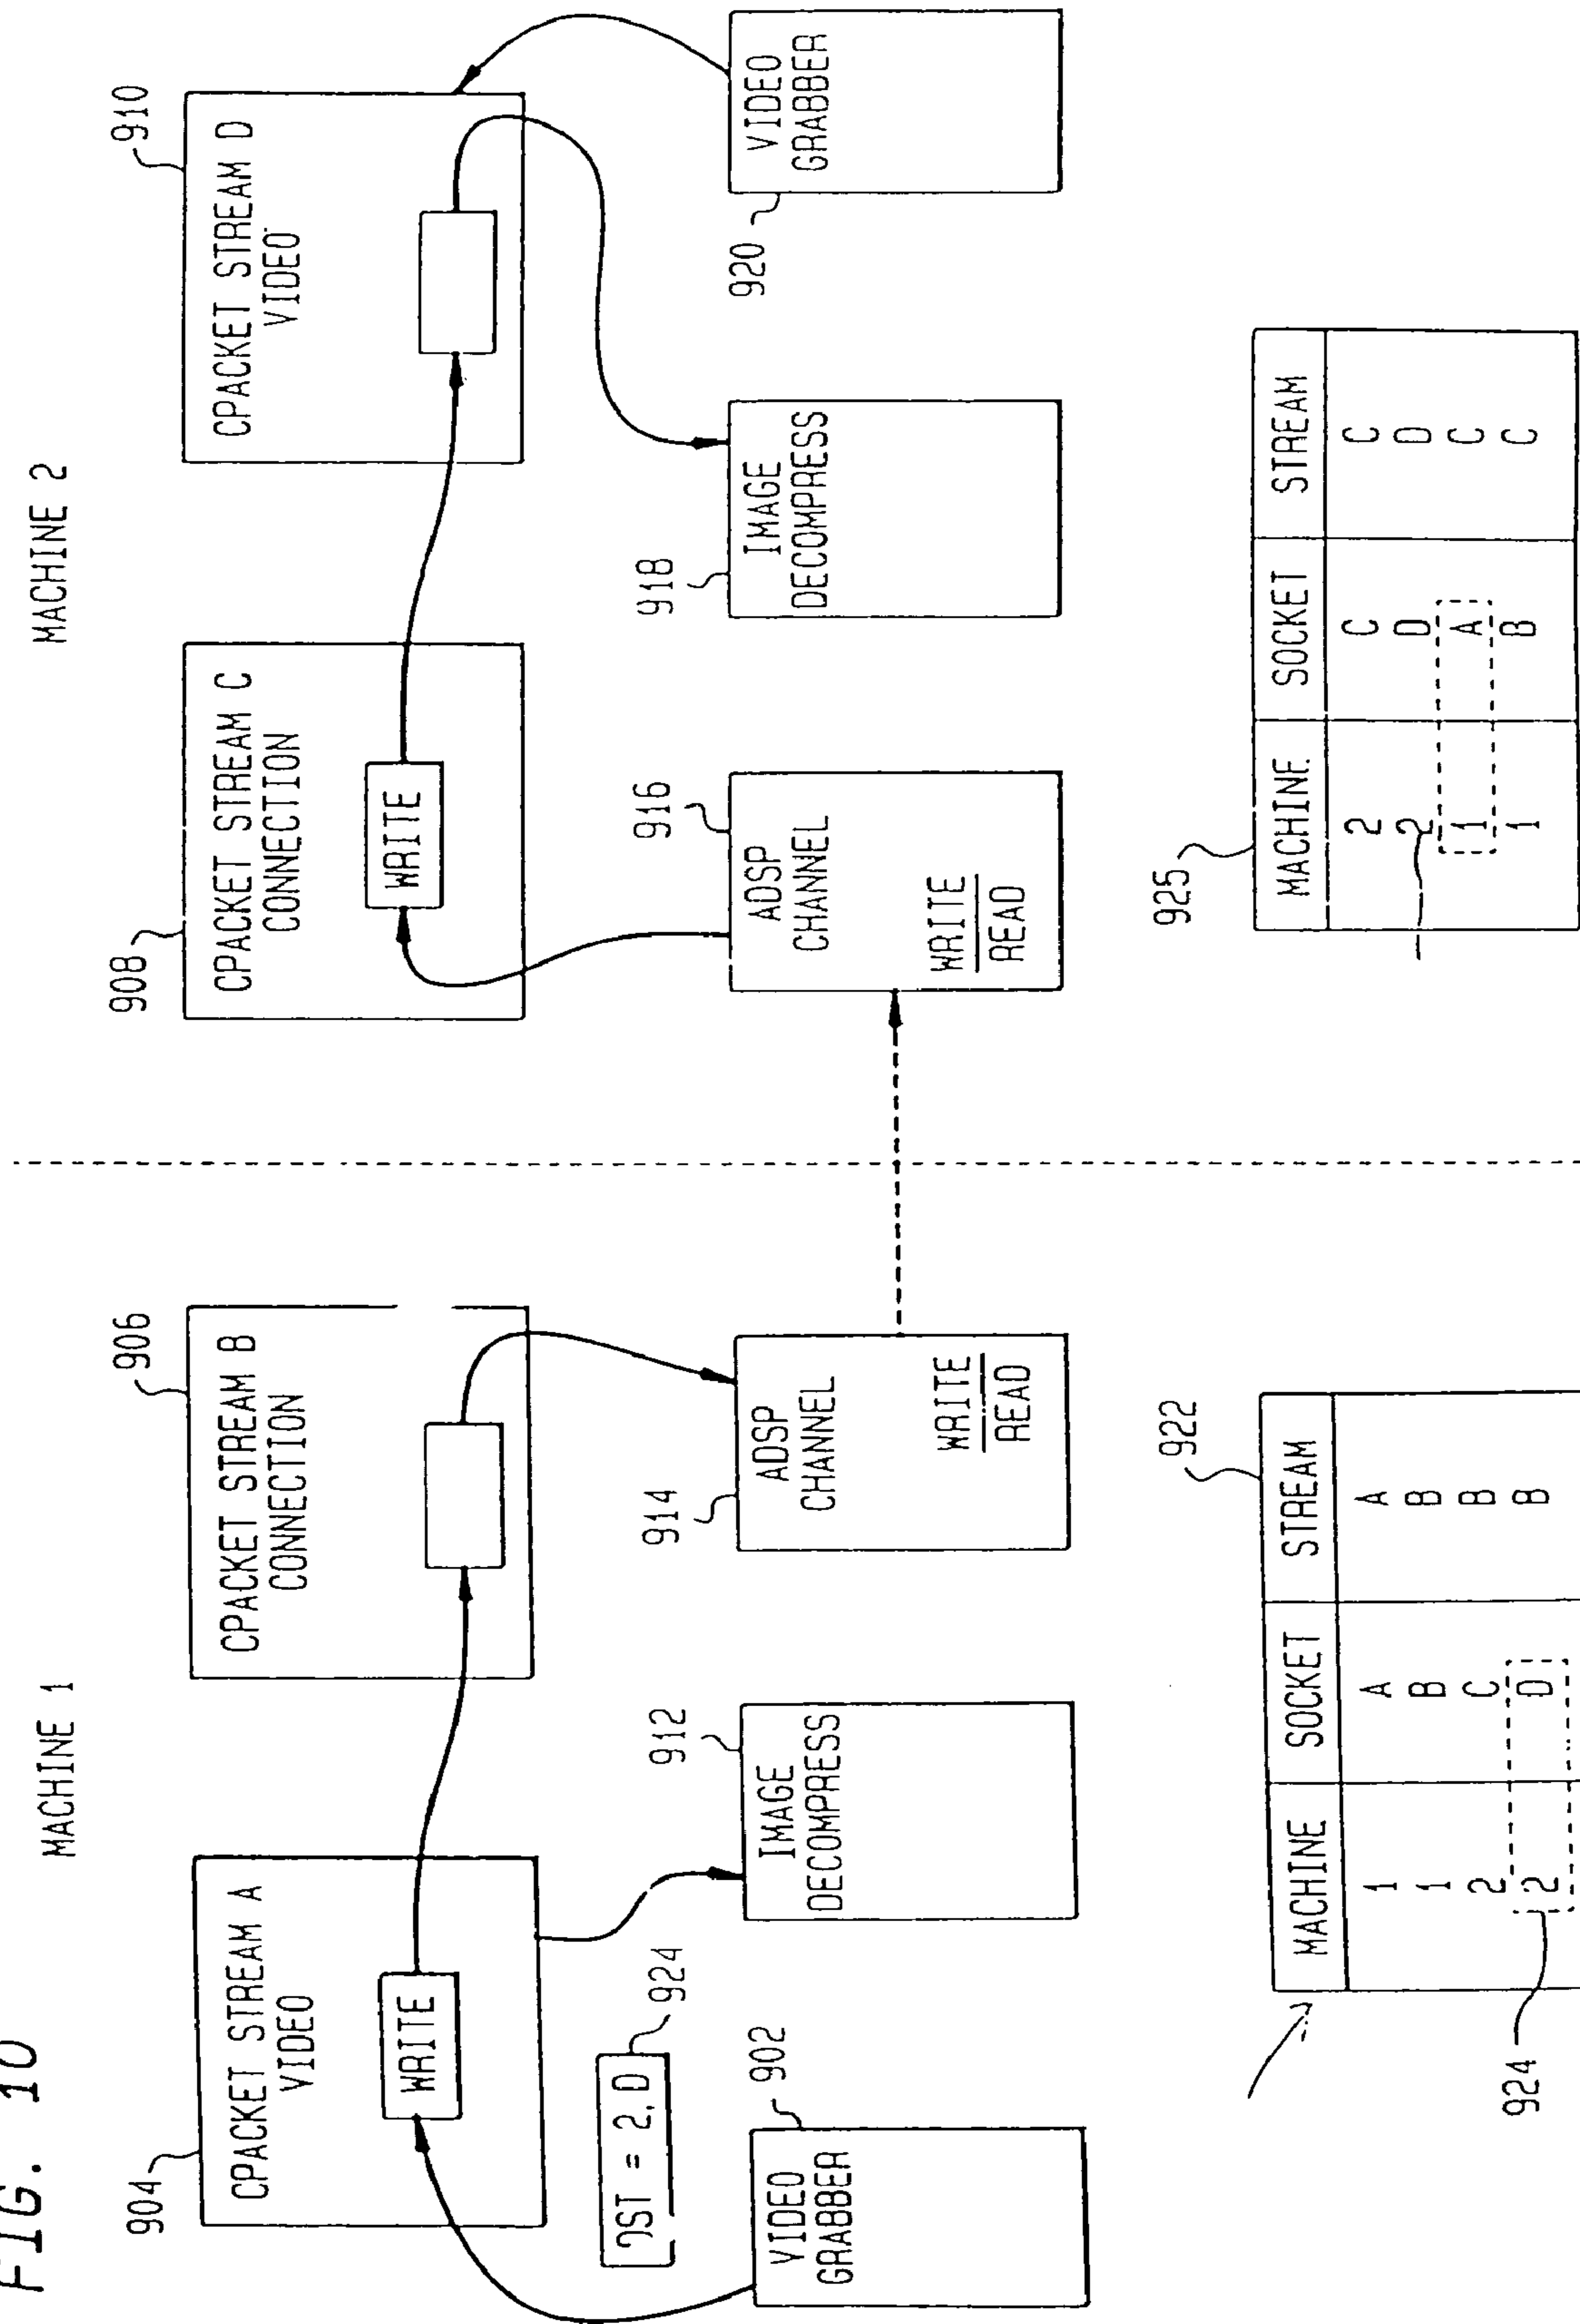 FIG. 10
MACHINE 1
MACHINE 2
904
CPACKET STREAM A
VIDEO
WRITE
906
CPACKET STREAM B
CONNECTION
908
CPACKET STREAM C
CONNECTION
WRITE
910
CPACKET STREAM D
VIDEO
= 2, D
924
902
VIDEO
GRABBER
912
IMAGE
DECOMPRESS
914
ADSP
CHANNEL
WRITE
READ
916
ADSP
CHANNEL
WRITE
READ
918
IMAGE
DECOMPRESS
920
VIDEO
GRABBER
922
MACHINE SOCKET STREAM
1 A A
1 B B
2 C B
2 D B
924
925
MACHINE SOCKET STREAM
2 C C
2 D D
1 A C
1 B C